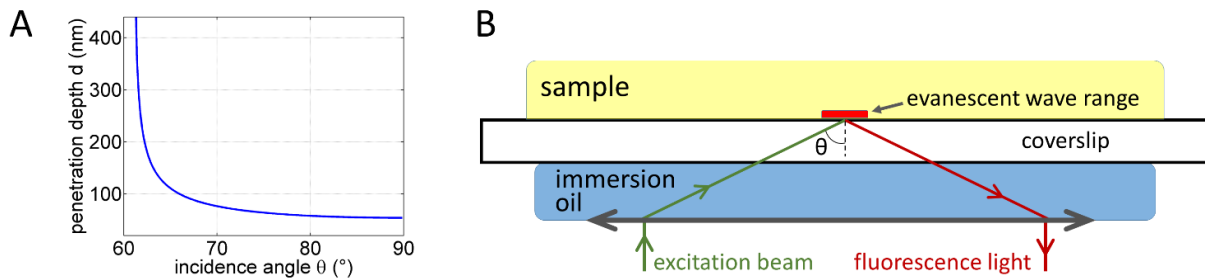 A
penetration depth d (nm)
400
300
200
100
60
70
80
90
incidence angle θ (°)
B
sample
evanescent wave range
θ
coverslip
immersion
oil
excitation beam
fluorescence light